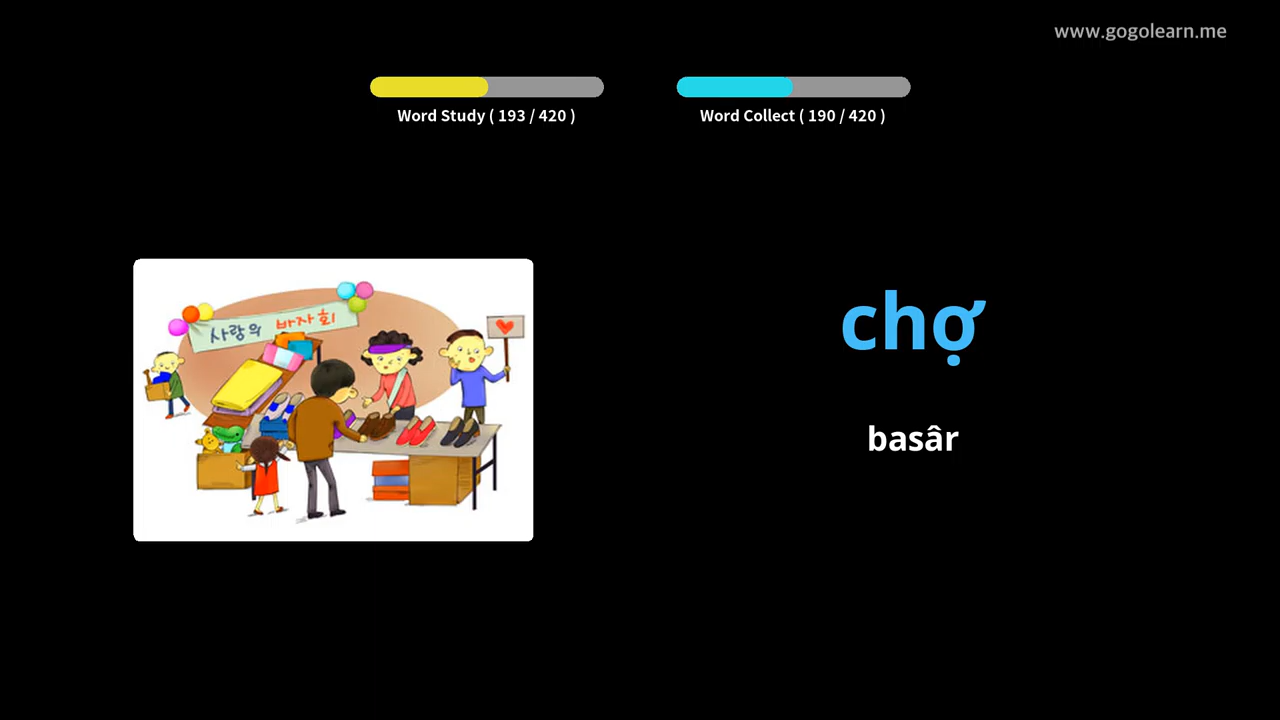 www.gogolearn.me
Word Study ( 193 / 420 )
Word Collect ( 190 / 420 )
사랑의 바자회
chợ
basâr